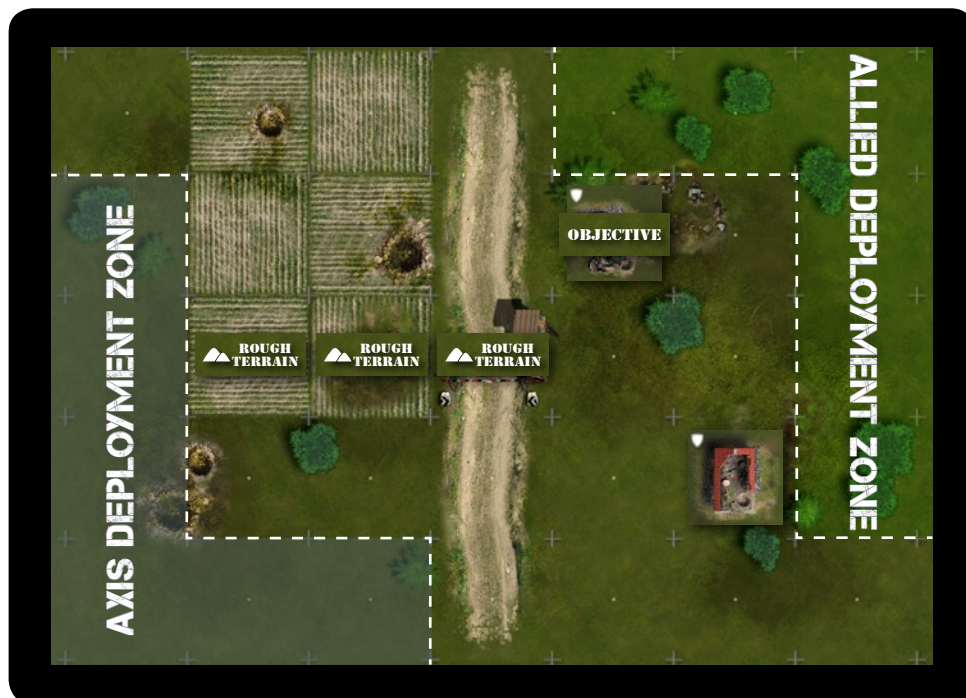 AXIS DEPLOYMENT ZONE
ALLIED DEPLOYMENT ZONE
OBJECTIVE
ROUGH
TERRAIN
ROUGH
TERRAIN
ROUGH
TERRAIN